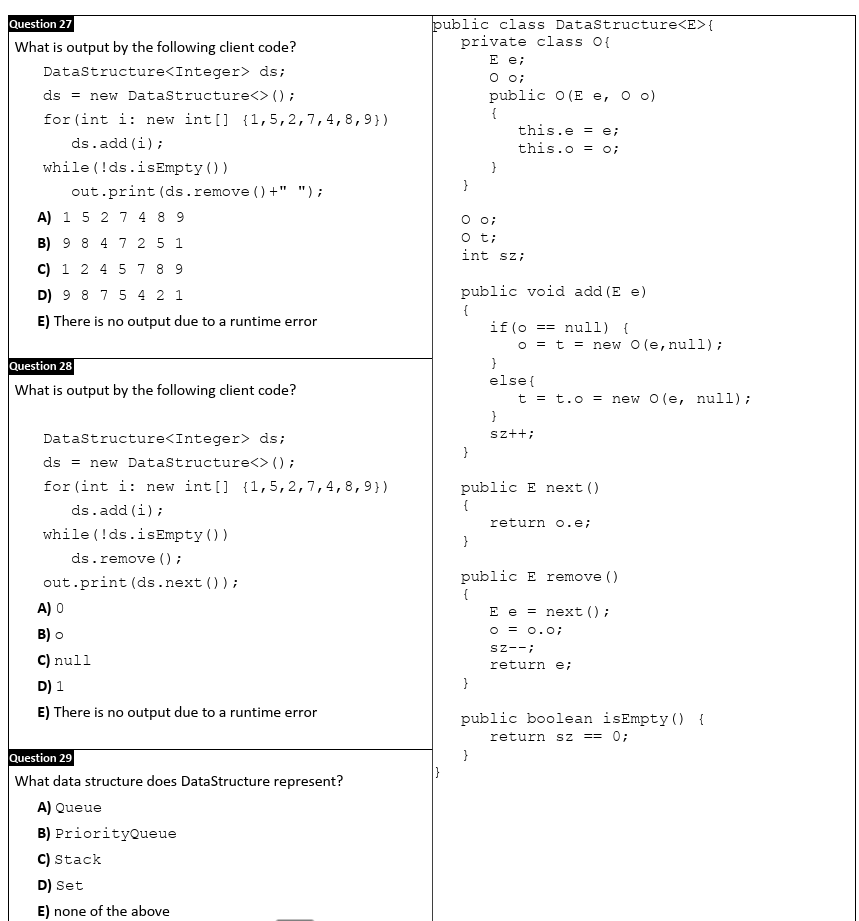 Question 27
What is output by the following client code?
DataStructure<Integer> ds;
ds = new DataStructure<>();
for(int i: new int[] {1,5,2,7,4,8,9})
ds.add(i);
while(!ds.isEmpty())
out.print(ds.remove()+" ");
A) 1 5 2 7 4 8 9
B) 9 8 4 7 2 5 1
C) 1 2 4 5 7 8 9
D) 9 8 7 5 4 2 1
E) There is no output due to a runtime error
Question 28
What is output by the following client code?
DataStructure<Integer> ds;
ds = new DataStructure<>();
for(int i: new int[] {1,5,2,7,4,8,9})
ds.add(i);
while(!ds.isEmpty())
ds.remove();
out.print(ds.next());
A) 0
B) o
C) null
D) 1
E) There is no output due to a runtime error
Question 29
What data structure does DataStructure represent?
A) Queue
B) PriorityQueue
C) Stack
D) Set
E) none of the above
public class DataStructure<E>{
private class O{
E e;
O o;
public O(E e, O o)
{
this.e = e;
this.o = o;
}
}
O o;
O t;
int sz;
public void add(E e)
{
if(o == null) {
o = t = new O(e,null);
}
else{
t = t.o = new O(e, null);
}
sz++;
}
public E next()
{
return o.e;
}
public E remove()
{
E e = next();
o = o.o;
sz--;
return e;
}
public boolean isEmpty() {
return sz == 0;
}
}